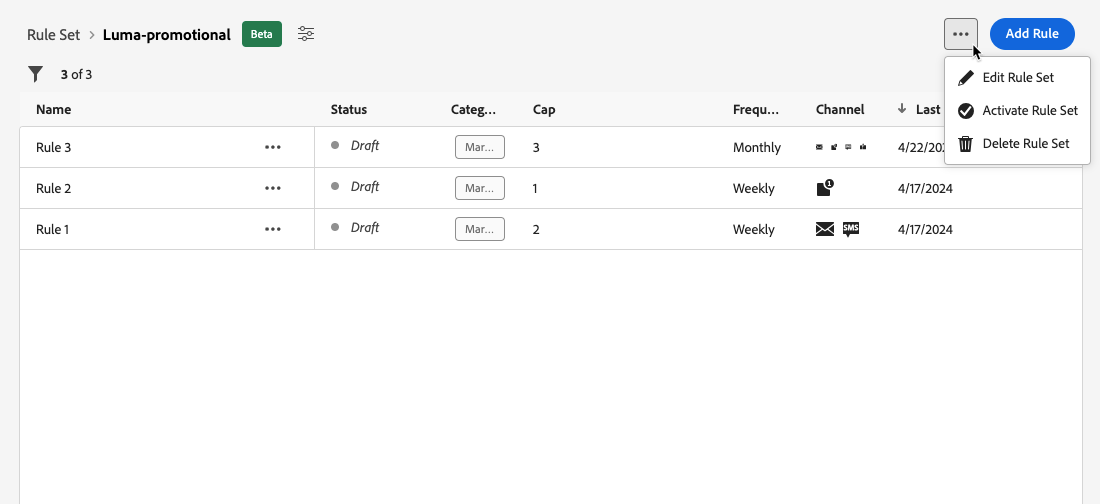 Rule Set > Luma-promotional Beta ••• Add Rule
3 of 3
Edit Rule Set
Activate Rule Set
Delete Rule Set
Name Status Categ... Cap Frequ... Channel Last
Rule 3 ••• Draft Mar... 3 Monthly 4/22/202
Rule 2 ••• Draft Mar... 1 Weekly 1 4/17/2024
Rule 1 ••• Draft Mar... 2 Weekly SMS 4/17/2024